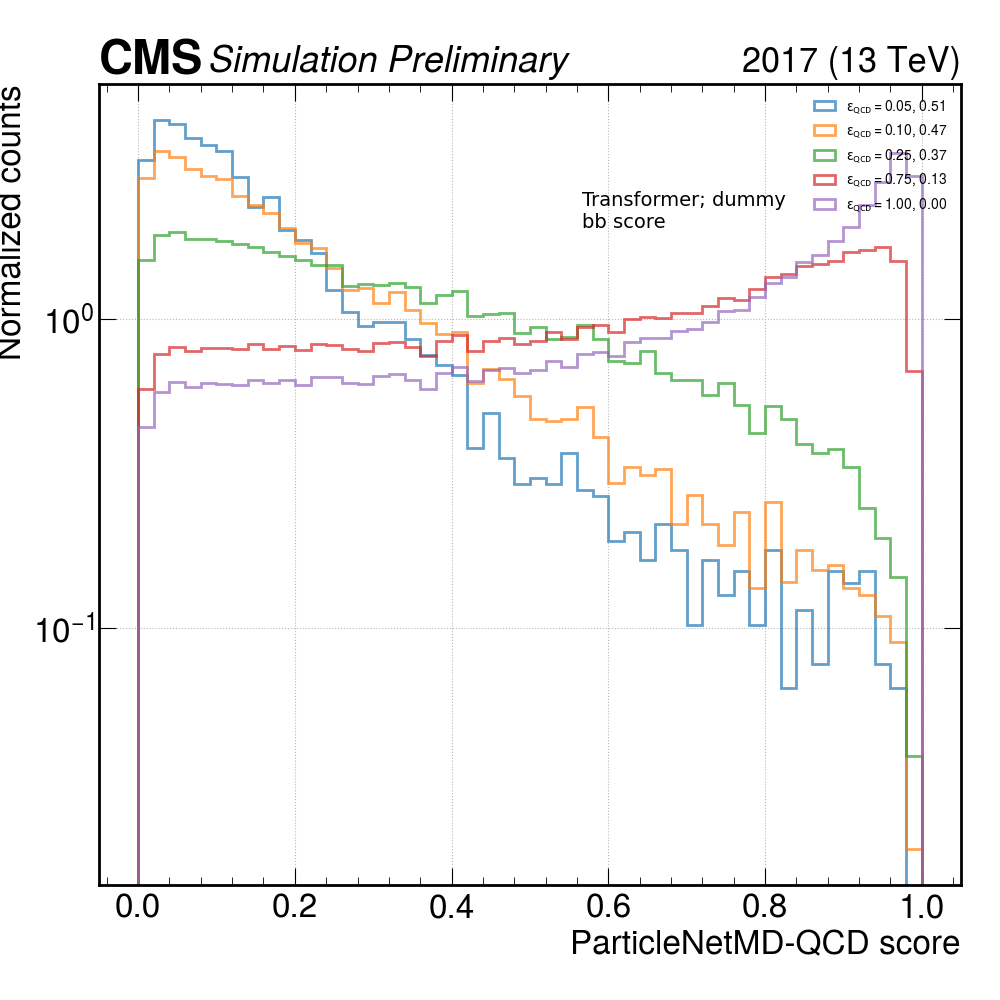 CMS Simulation Preliminary 2017 (13 TeV)
Normalized counts
ε_QCD = 0.05, 0.51
ε_QCD = 0.10, 0.47
ε_QCD = 0.25, 0.37
ε_QCD = 0.75, 0.13
ε_QCD = 1.00, 0.00
Transformer; dummy
bb score
10⁰
10⁻¹
0.0 0.2 0.4 0.6 0.8 1.0
ParticleNetMD-QCD score